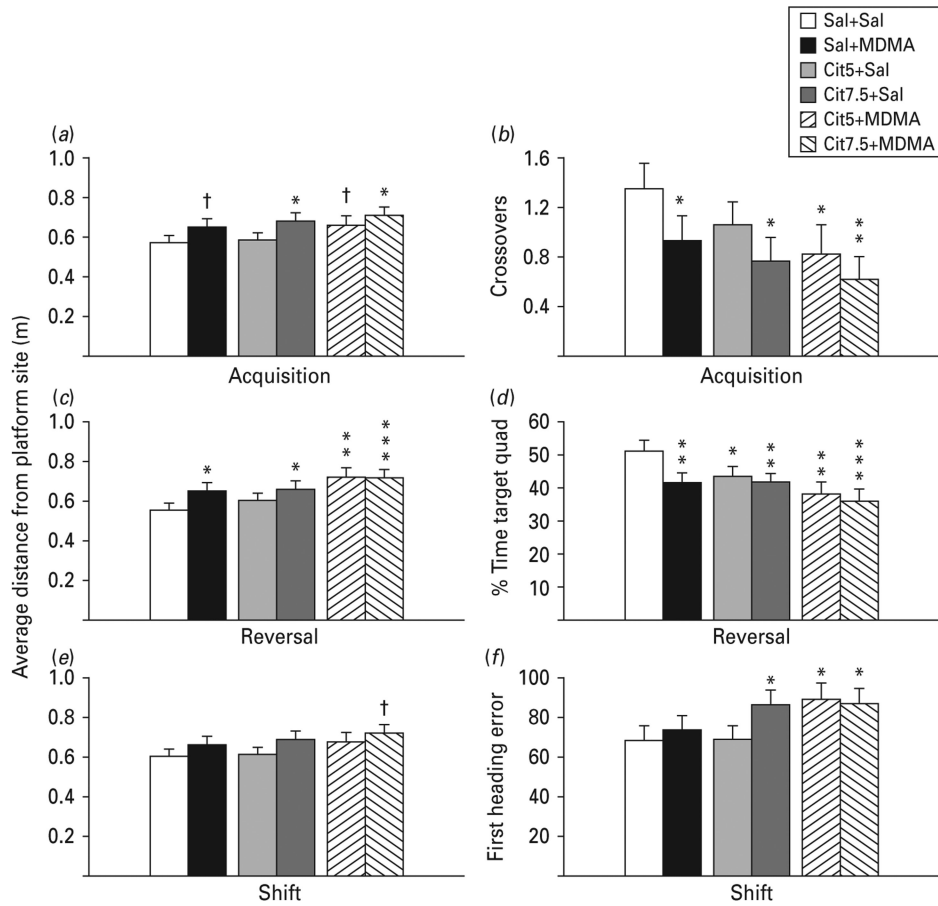 Sal+Sal
Sal+MDMA
Cit5+Sal
Cit7.5+Sal
Cit5+MDMA
Cit7.5+MDMA
Average distance from platform site (m)
(a)
1.0
0.8
0.6
0.4
0.2
†
*
†
*
Acquisition
(b)
Crossovers
1.6
1.2
0.8
0.4
*
*
*
**
Acquisition
(c)
1.0
0.8
0.6
0.4
0.2
*
*
**
***
Reversal
(d)
% Time target quad
60
50
40
30
20
10
**
*
**
**
***
Reversal
(e)
1.0
0.8
0.6
0.4
0.2
†
Shift
(f)
First heading error
100
80
60
40
20
*
*
*
Shift